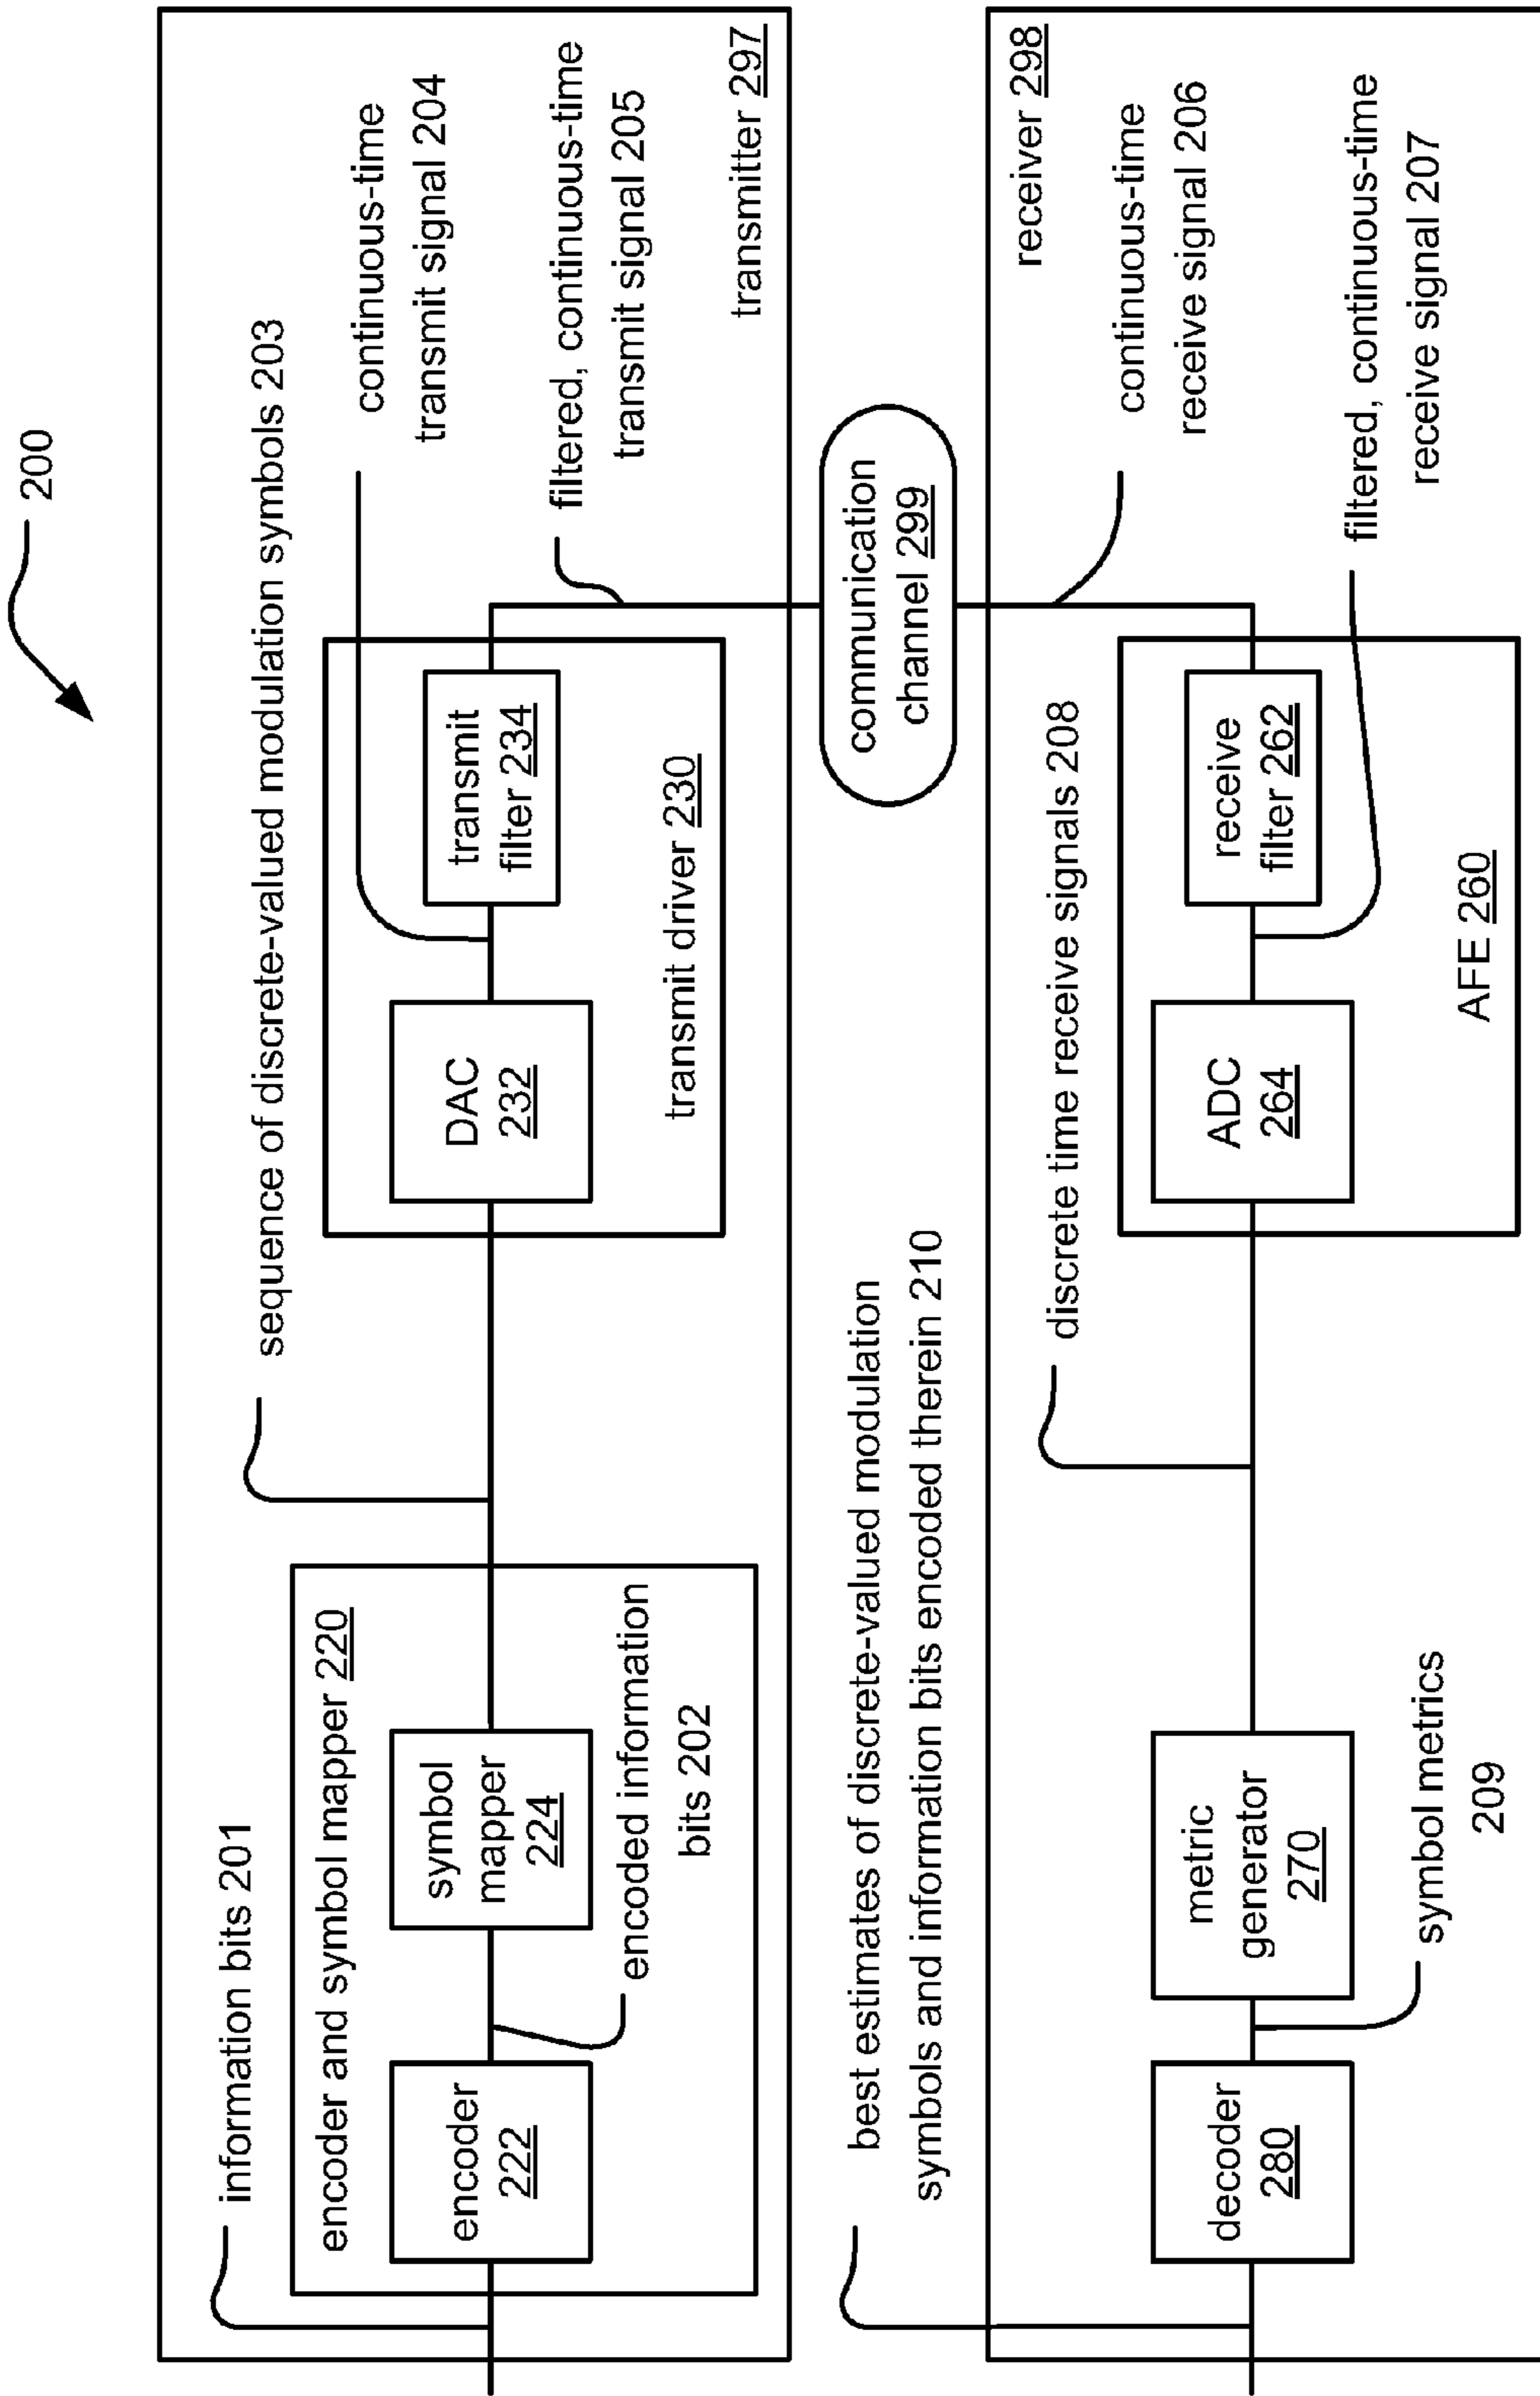 200
information bits 201
sequence of discrete-valued modulation symbols 203
encoder and symbol mapper 220
encoder
222
symbol
mapper
224
encoded information
bits 202
DAC
232
transmit
filter 234
transmit driver 230
continuous-time
transmit signal 204
filtered, continuous-time
transmit signal 205
transmitter 297
communication
channel 299
best estimates of discrete-valued modulation
symbols and information bits encoded therein 210
receiver 298
discrete time receive signals 208
continuous-time
receive signal 206
decoder
280
metric
generator
270
symbol metrics
209
ADC
264
receive
filter 262
AFE 260
filtered, continuous-time
receive signal 207